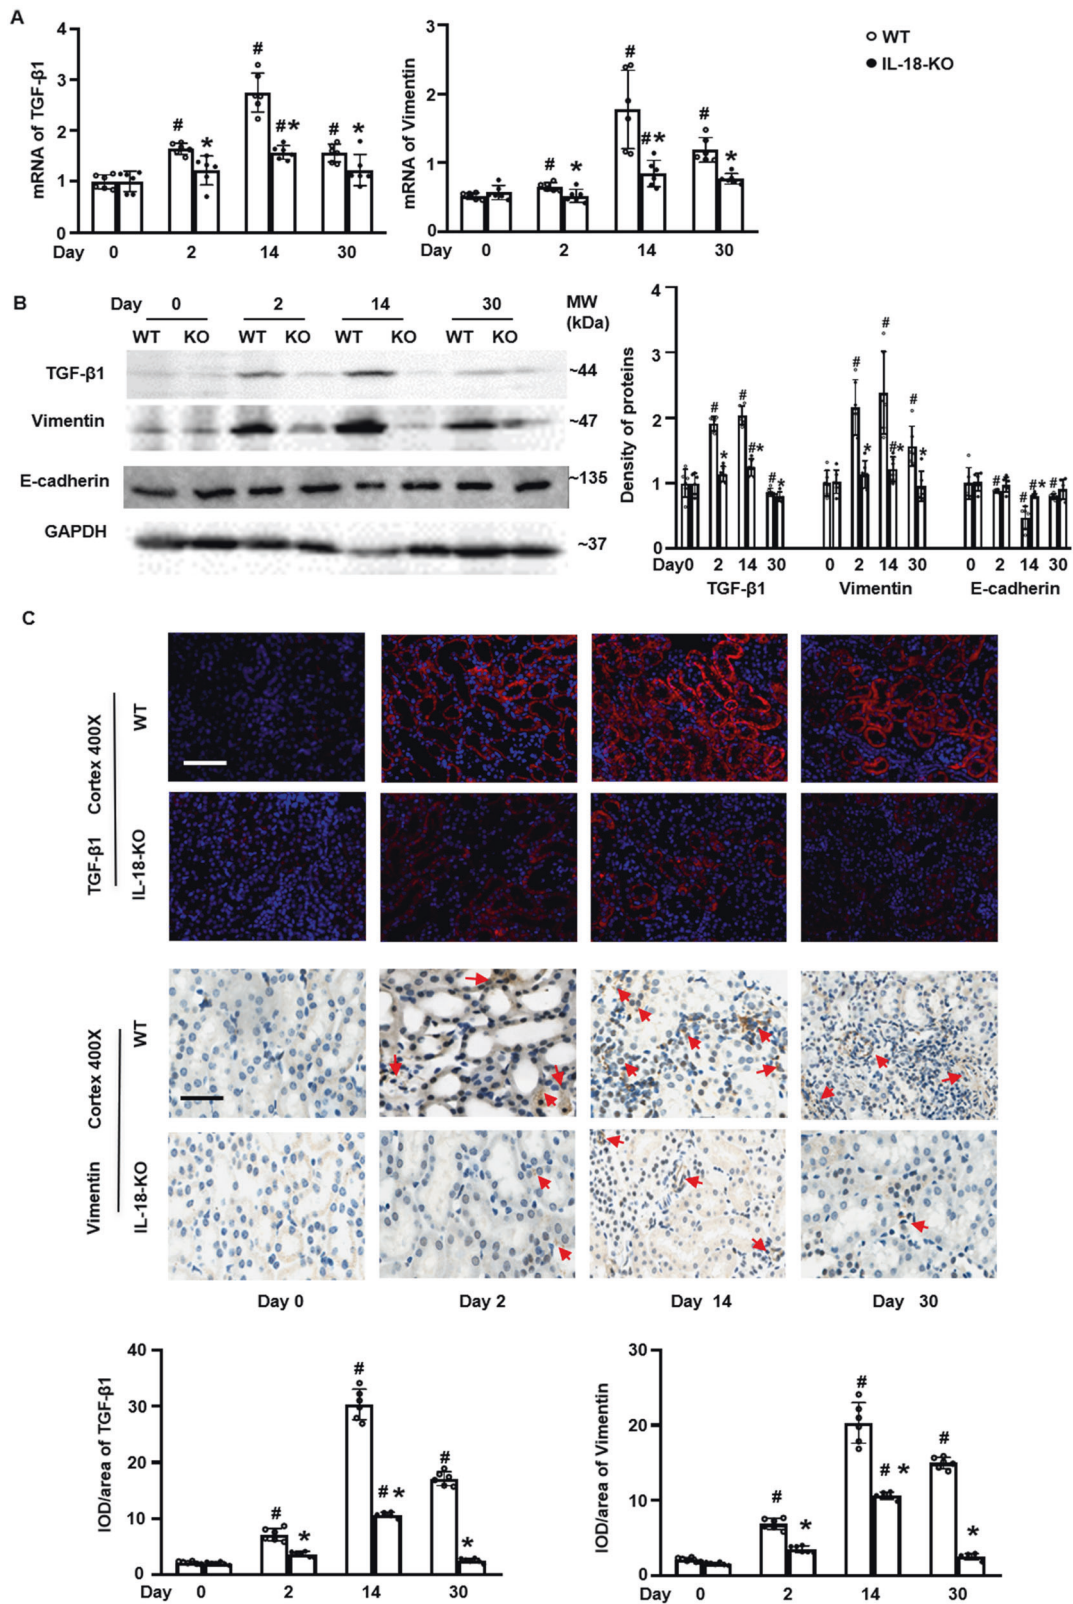 A
mRNA of TGF-β1
4
3
2
1
0
#
*
#
#*
#
*
Day 0 2 14 30
mRNA of Vimentin
3
2
1
0
#
*
#
#*
#
*
0 2 14 30
WT
IL-18-KO
B
Day 0 2 14 30 MW
(kDa)
WT KO WT KO WT KO WT KO
TGF-β1 ~44
Vimentin ~47
E-cadherin ~135
GAPDH ~37
Density of proteins
4
3
2
1
0
#
*
#
#*
#
*
#
*
#
#*
#
*
#
#
#*
#
Day 0 2 14 30 0 2 14 30 0 2 14 30
TGF-β1 Vimentin E-cadherin
C
TGF-β1 Cortex 400X
WT
IL-18-KO
Vimentin Cortex 400X
WT
IL-18-KO
Day 0 Day 2 Day 14 Day 30
IOD/area of TGF-β1
40
30
20
10
0
#
*
#
# *
#
*
Day 0 2 14 30
IOD/area of Vimentin
30
20
10
0
#
*
#
# *
#
*
Day 0 2 14 30